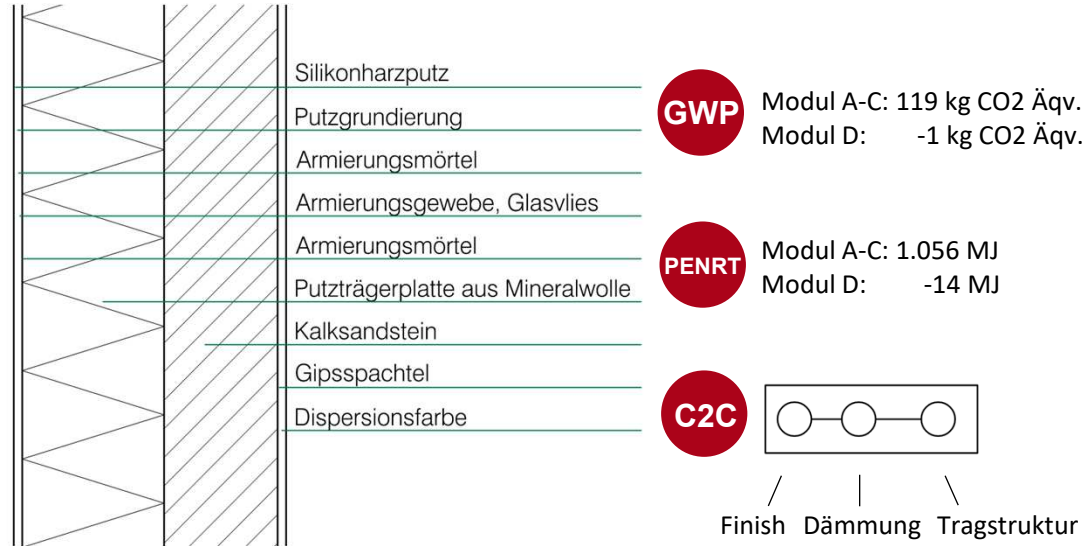 Silikonharzputz
Putzgrundierung
Armierungsmörtel
Armierungsgewebe, Glasvlies
Armierungsmörtel
Putzträgerplatte aus Mineralwolle
Kalksandstein
Gipsspachtel
Dispersionsfarbe
GWP
Modul A-C: 119 kg CO2 Äqv.
Modul D: -1 kg CO2 Äqv.
PENRT
Modul A-C: 1.056 MJ
Modul D: -14 MJ
C2C
Finish Dämmung Tragstruktur